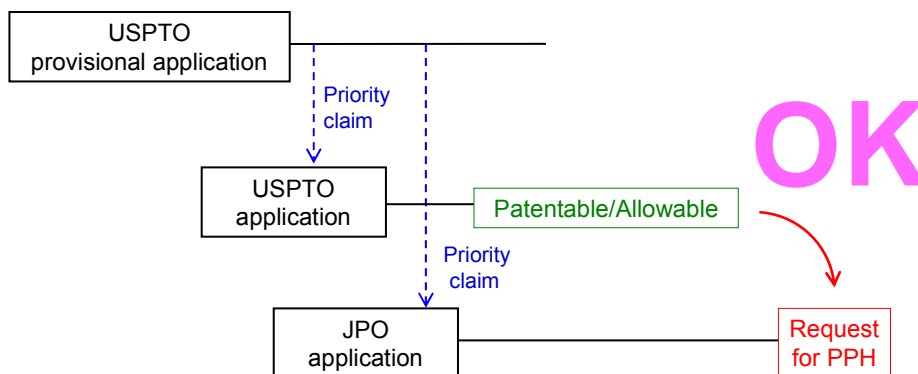 USPTO
provisional application
Priority
claim
OK
USPTO
application
Patentable/Allowable
Priority
claim
JPO
application
Request
for PPH